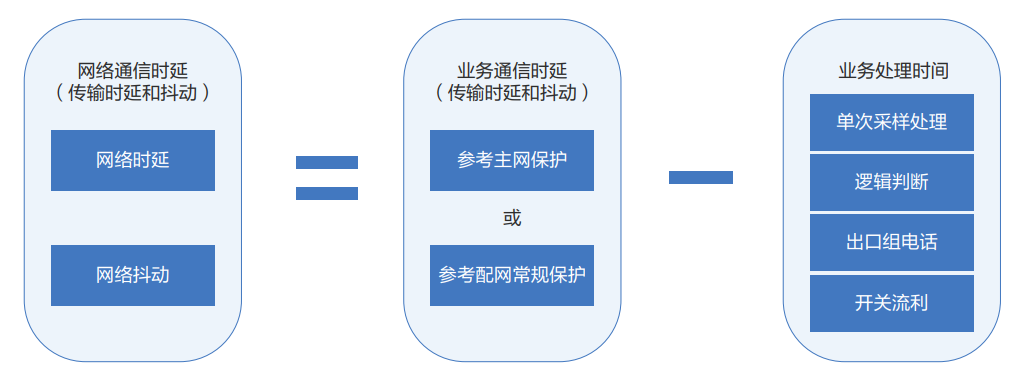 网络通信时延
（传输时延和抖动）
网络时延
网络抖动
业务通信时延
（传输时延和抖动）
参考主网保护
或
参考配网常规保护
业务处理时间
单次采样处理
逻辑判断
出口组电话
开关流利